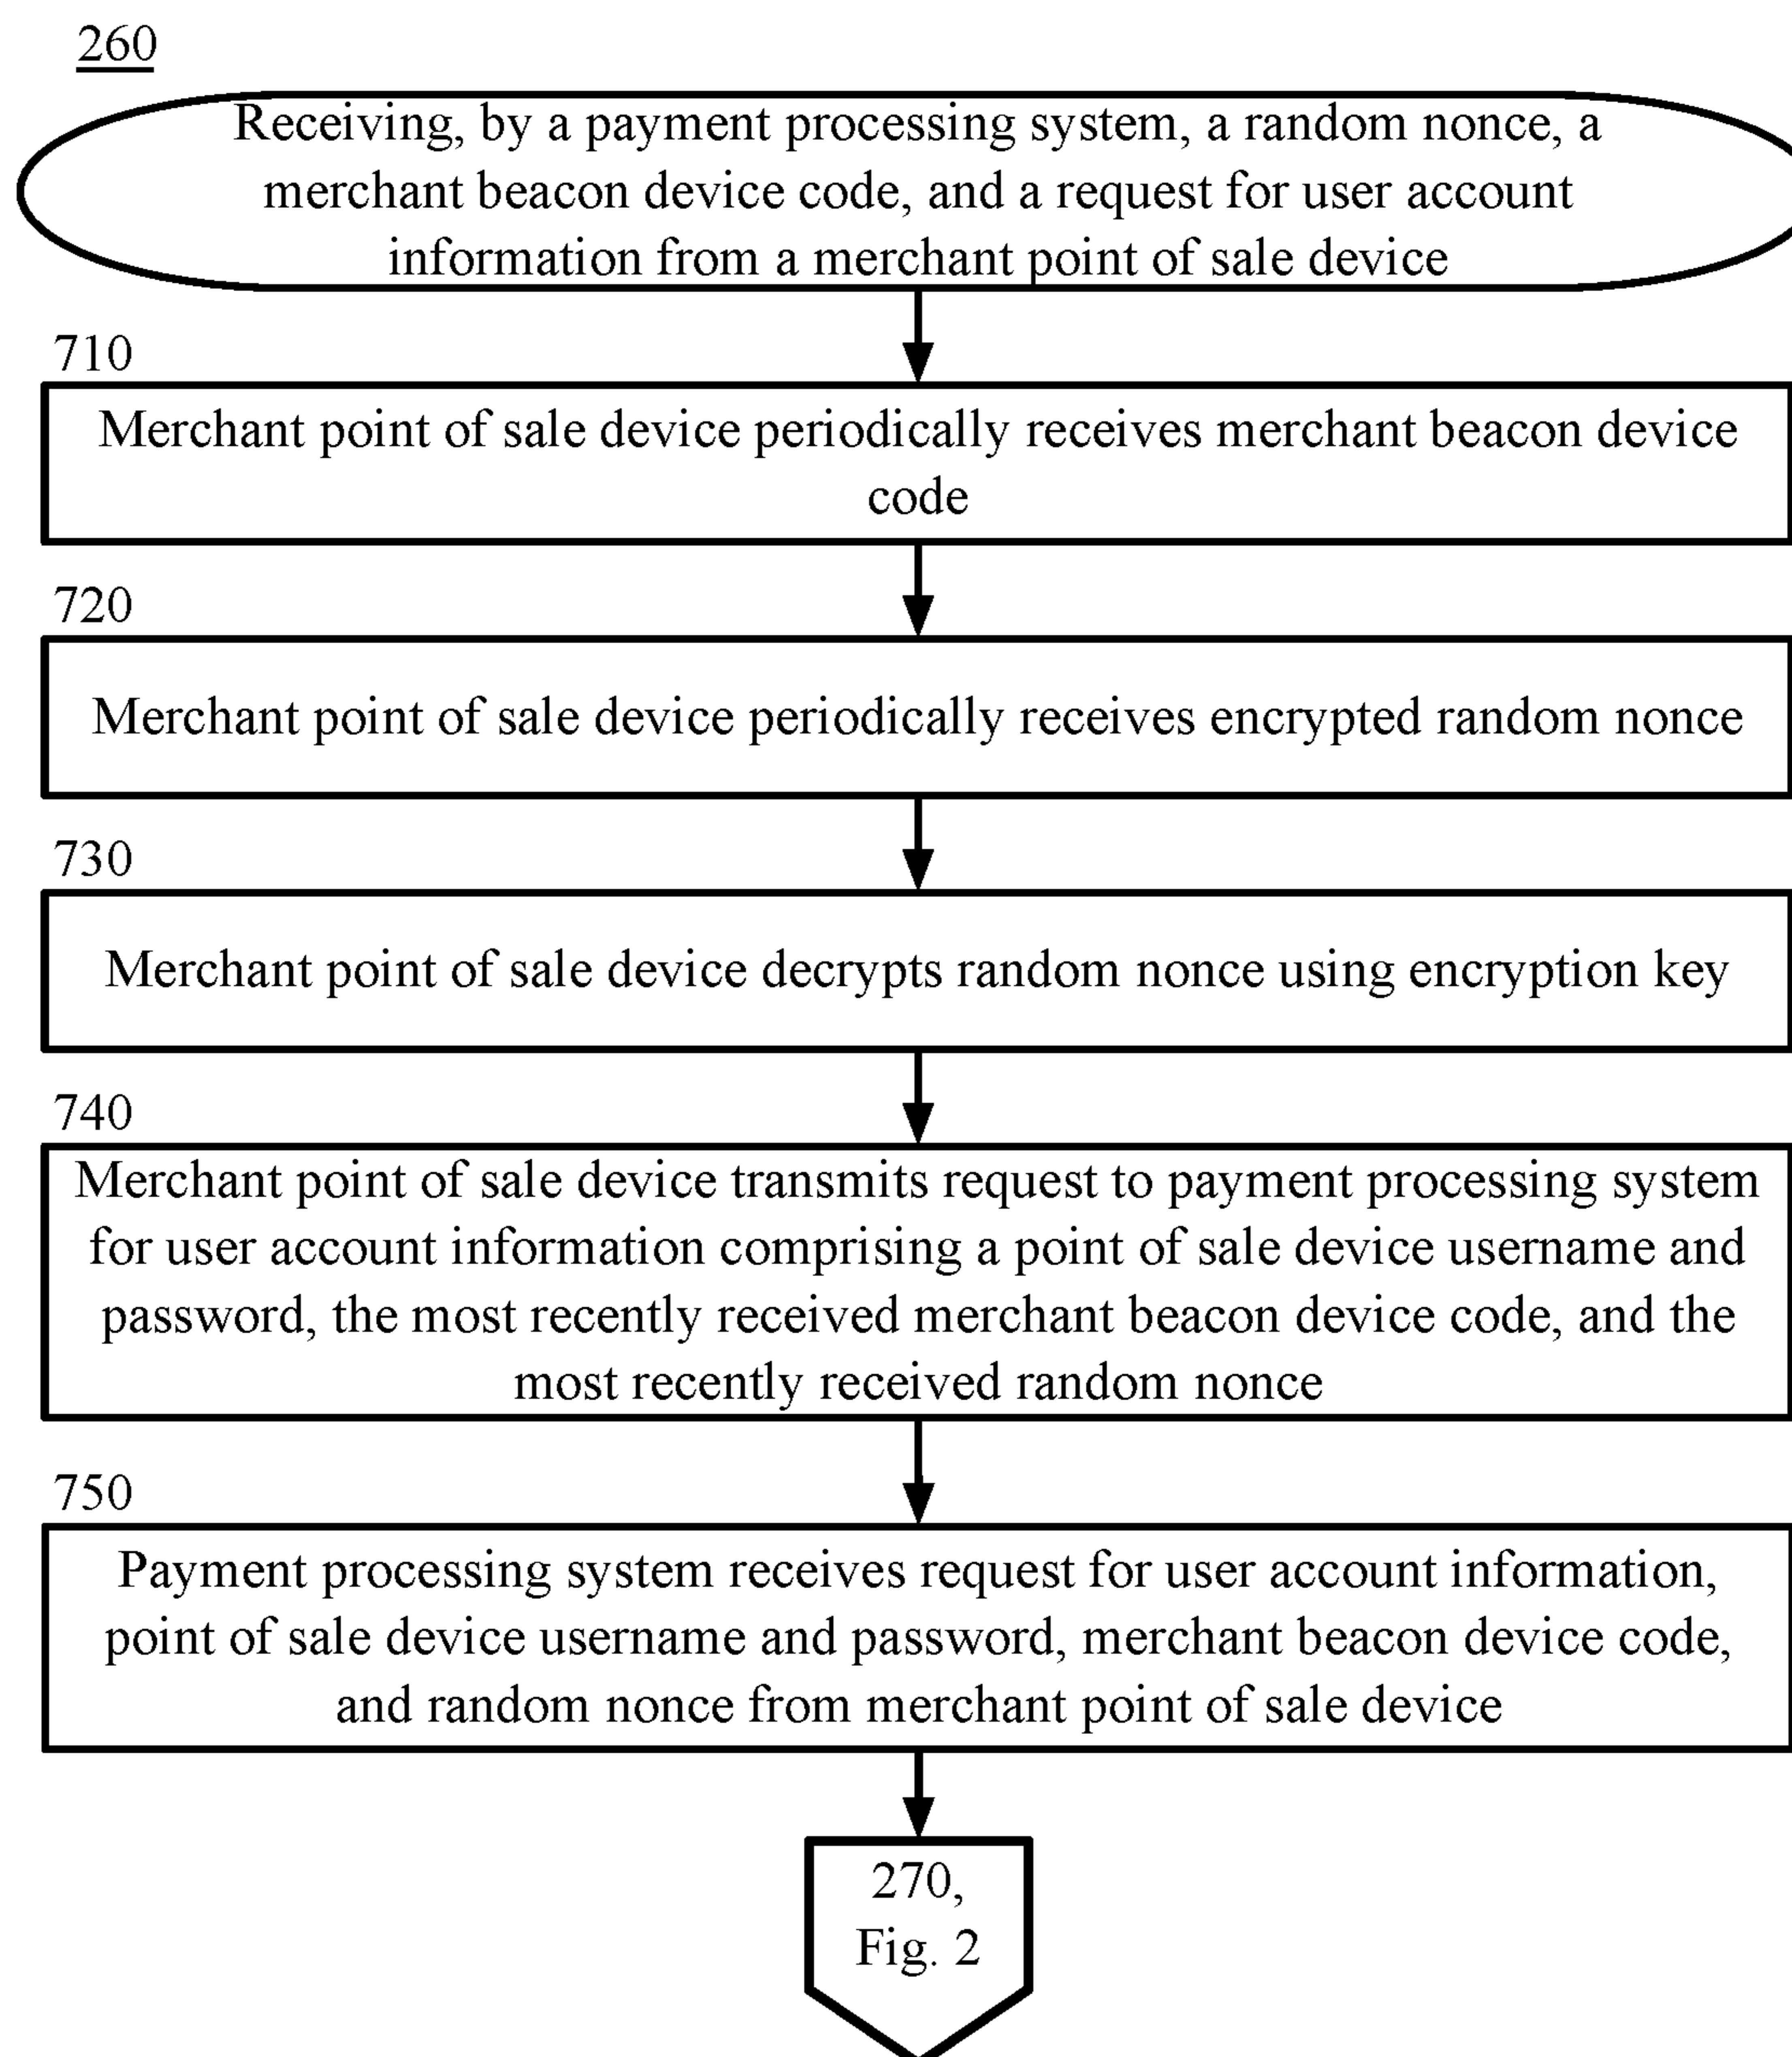 260
Receiving, by a payment processing system, a random nonce, a
merchant beacon device code, and a request for user account
information from a merchant point of sale device
710
Merchant point of sale device periodically receives merchant beacon device
code
720
Merchant point of sale device periodically receives encrypted random nonce
730
Merchant point of sale device decrypts random nonce using encryption key
740
Merchant point of sale device transmits request to payment processing system
for user account information comprising a point of sale device username and
password, the most recently received merchant beacon device code, and the
most recently received random nonce
750
Payment processing system receives request for user account information,
point of sale device username and password, merchant beacon device code,
and random nonce from merchant point of sale device
270,
Fig. 2